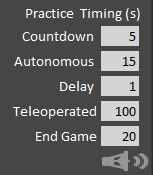 Practice Timing (s)
Countdown 5
Autonomous 15
Delay 1
Teleoperated 100
End Game 20